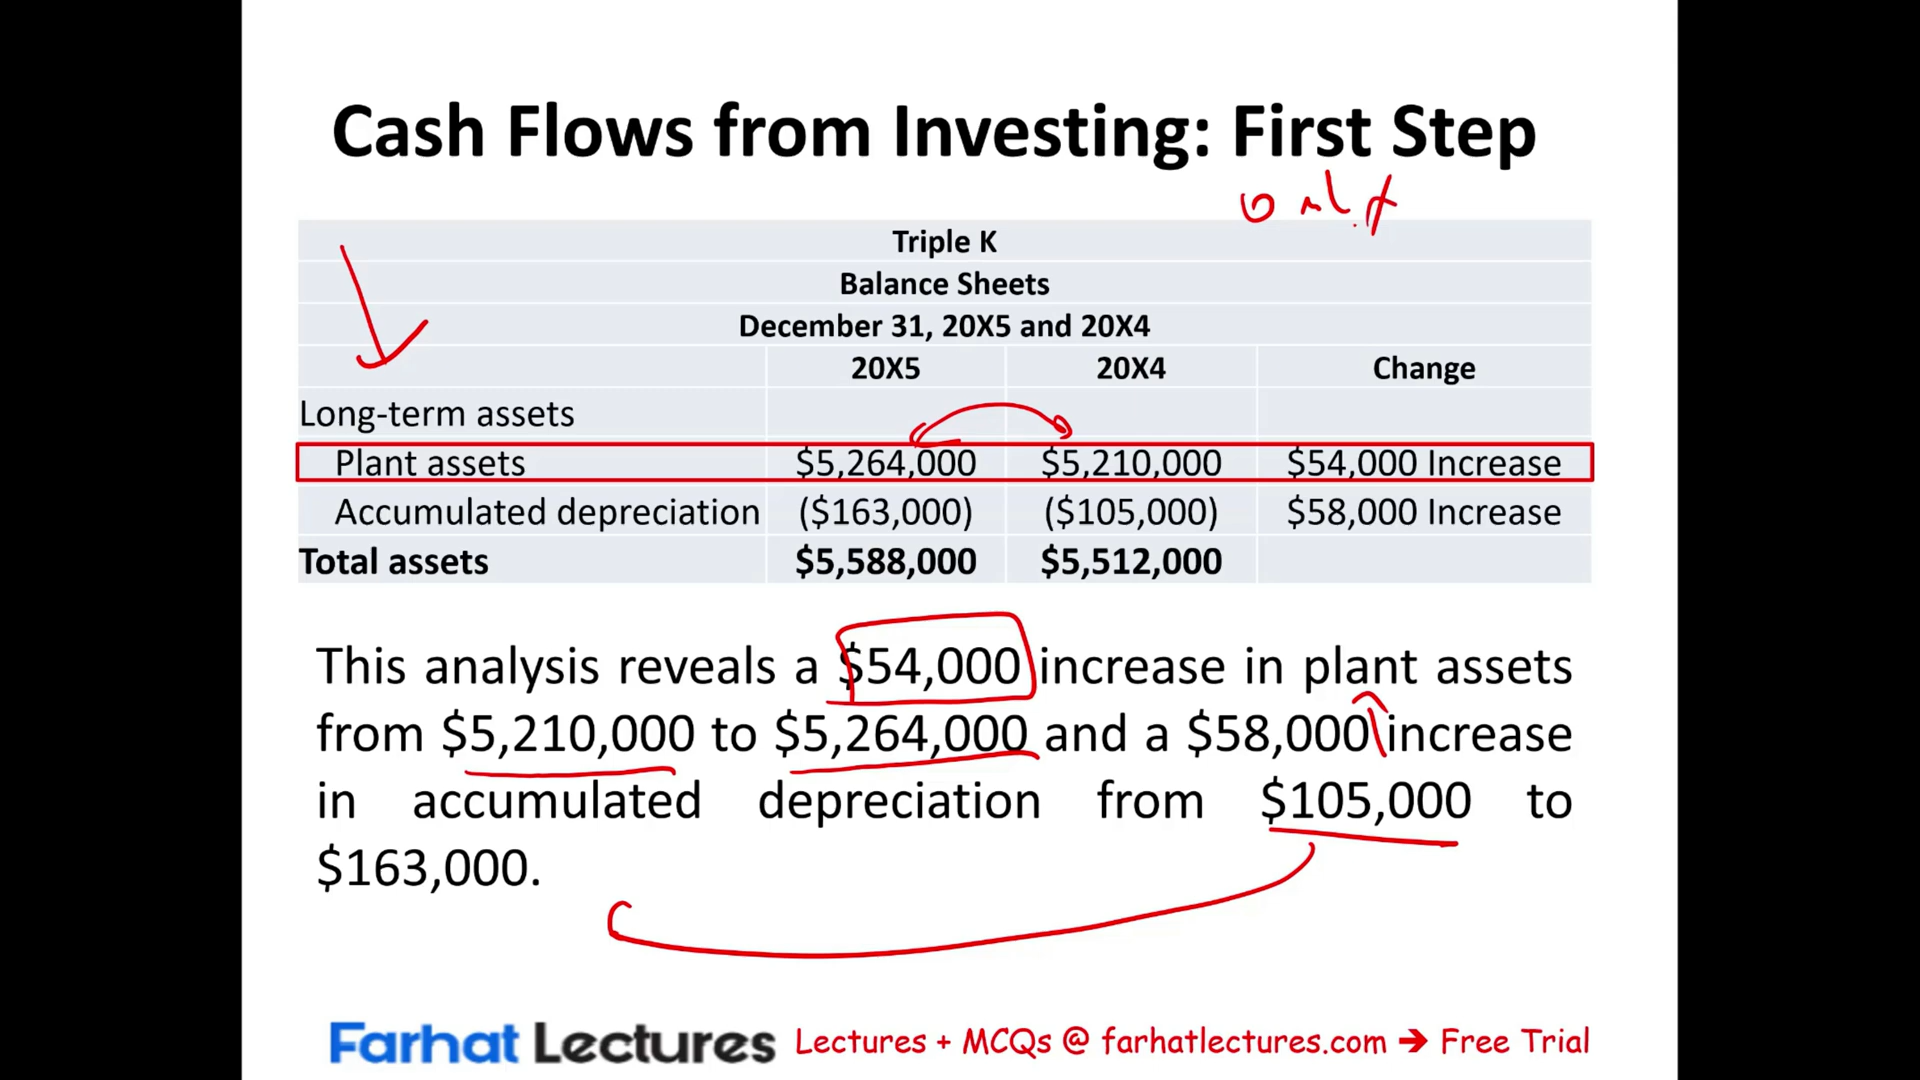 Cash Flows from Investing: First Step
only
Triple K
Balance Sheets
December 31, 20X5 and 20X4
20X5 20X4 Change
Long-term assets
Plant assets $5,264,000 $5,210,000 $54,000 Increase
Accumulated depreciation ($163,000) ($105,000) $58,000 Increase
Total assets $5,588,000 $5,512,000
This analysis reveals a $54,000 increase in plant assets
from $5,210,000 to $5,264,000 and a $58,000 increase
in accumulated depreciation from $105,000 to
$163,000.
Farhat Lectures Lectures + MCQs @ farhatlectures.com → Free Trial